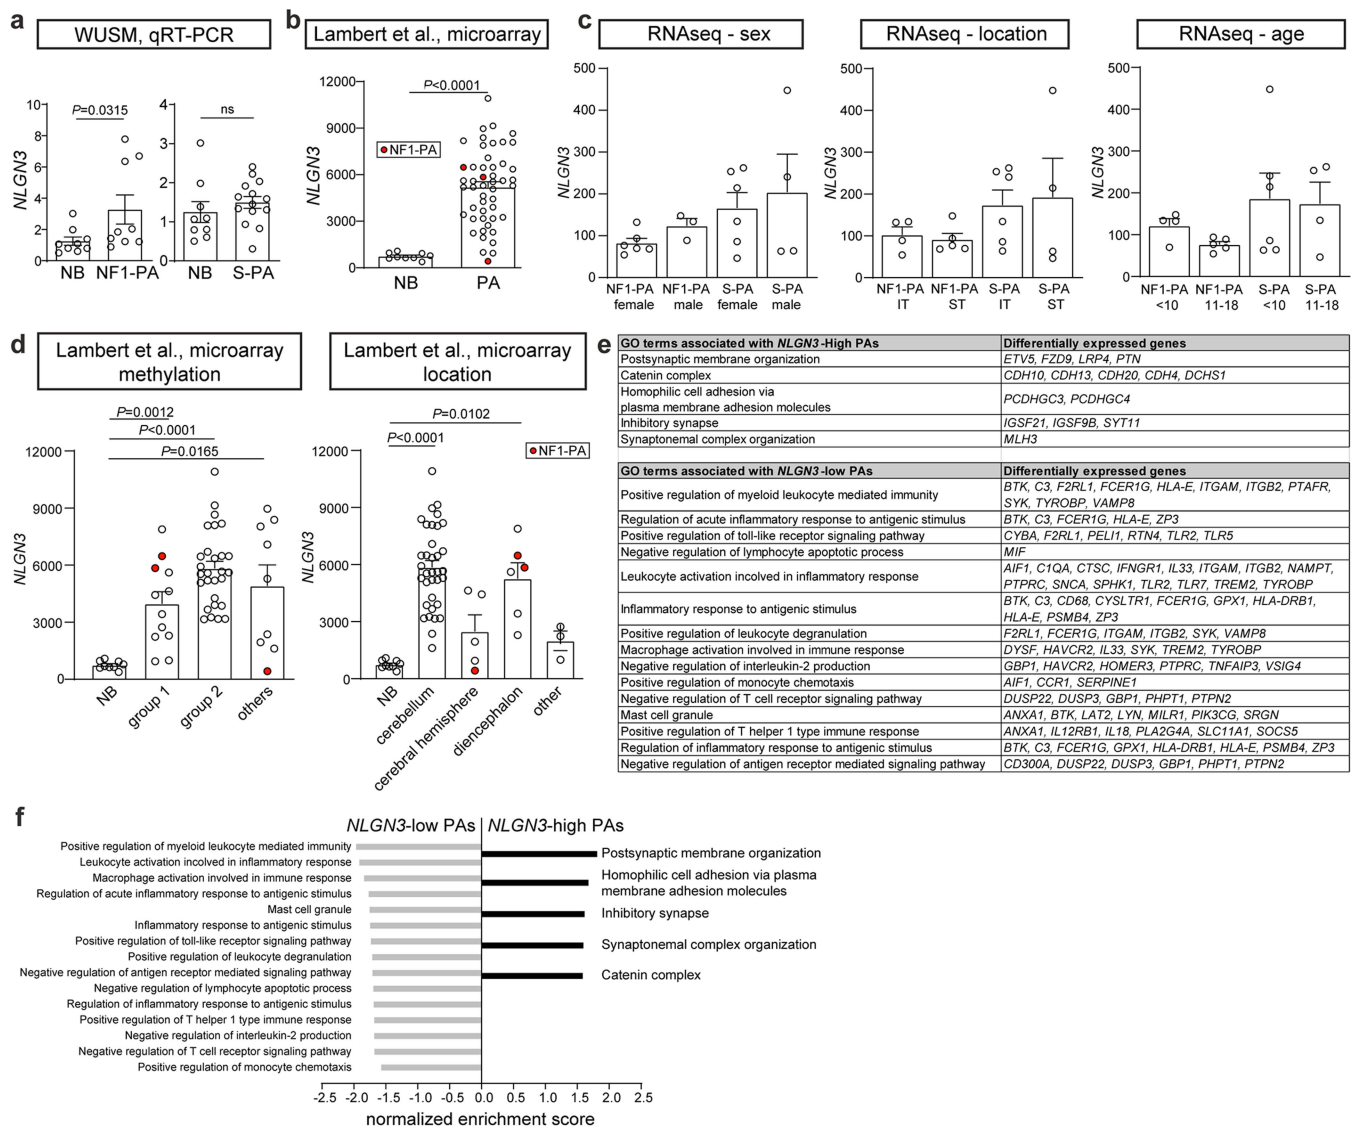 a
WUSM, qRT-PCR
NLGN3
10
8
6
4
2
0
P=0.0315
NB
NF1-PA
4
3
2
1
0
ns
NB
S-PA
b
Lambert et al., microarray
NLGN3
12000
9000
6000
3000
0
P<0.0001
NF1-PA
NB
PA
c
RNAseq - sex
NLGN3
500
400
300
200
100
0
NF1-PA female
NF1-PA male
S-PA female
S-PA male
RNAseq - location
NLGN3
500
400
300
200
100
0
NF1-PA IT
NF1-PA ST
S-PA IT
S-PA ST
RNAseq - age
NLGN3
500
400
300
200
100
0
NF1-PA <10
NF1-PA 11-18
S-PA <10
S-PA 11-18
d
Lambert et al., microarray
methylation
P=0.0012
P<0.0001
P=0.0165
NLGN3
12000
9000
6000
3000
0
NB
group 1
group 2
others
Lambert et al., microarray
location
P=0.0102
P<0.0001
NF1-PA
NLGN3
12000
9000
6000
3000
0
NB
cerebellum
cerebral hemisphere
diencephalon
other
e
GO terms associated with NLGN3-High PAs Differentially expressed genes
Postsynaptic membrane organization ETV5, FZD9, LRP4, PTN
Catenin complex CDH10, CDH13, CDH20, CDH4, DCHS1
Homophilic cell adhesion via
plasma membrane adhesion molecules PCDHGC3, PCDHGC4
Inhibitory synapse IGSF21, IGSF9B, SYT11
Synaptonemal complex organization MLH3
GO terms associated with NLGN3-low PAs Differentially expressed genes
Positive regulation of myeloid leukocyte mediated immunity BTK, C3, F2RL1, FCER1G, HLA-E, ITGAM, ITGB2, PTAFR,
SYK, TYROBP, VAMP8
Regulation of acute inflammatory response to antigenic stimulus BTK, C3, FCER1G, HLA-E, ZP3
Positive regulation of toll-like receptor signaling pathway CYBA, F2RL1, PELI1, RTN4, TLR2, TLR5
Negative regulation of lymphocyte apoptotic process MIF
Leukocyte activation involved in inflammatory response AIF1, C1QA, CTSC, IFNGR1, IL33, ITGAM, ITGB2, NAMPT,
PTPRC, SNCA, SPHK1, TLR2, TLR7, TREM2, TYROBP
Inflammatory response to antigenic stimulus BTK, C3, CD68, CYSLTR1, FCER1G, GPX1, HLA-DRB1,
HLA-E, PSMB4, ZP3
Positive regulation of leukocyte degranulation F2RL1, FCER1G, ITGAM, ITGB2, SYK, VAMP8
Macrophage activation involved in immune response DYSF, HAVCR2, IL33, SYK, TREM2, TYROBP
Negative regulation of interleukin-2 production GBP1, HAVCR2, HOMER3, PTPRC, TNFAIP3, VSIG4
Positive regulation of monocyte chemotaxis AIF1, CCR1, SERPINE1
Negative regulation of T cell receptor signaling pathway DUSP22, DUSP3, GBP1, PHPT1, PTPN2
Mast cell granule ANXA1, BTK, LAT2, LYN, MILR1, PIK3CG, SRGN
Positive regulation of T helper 1 type immune response ANXA1, IL12RB1, IL18, PLA2G4A, SLC11A1, SOCS5
Regulation of inflammatory response to antigenic stimulus BTK, C3, FCER1G, GPX1, HLA-DRB1, HLA-E, PSMB4, ZP3
Negative regulation of antigen receptor mediated signaling pathway CD300A, DUSP22, DUSP3, GBP1, PHPT1, PTPN2
f
NLGN3-low PAs
NLGN3-high PAs
Positive regulation of myeloid leukocyte mediated immunity
Leukocyte activation involved in inflammatory response
Macrophage activation involved in immune response
Regulation of acute inflammatory response to antigenic stimulus
Mast cell granule
Inflammatory response to antigenic stimulus
Positive regulation of toll-like receptor signaling pathway
Positive regulation of leukocyte degranulation
Negative regulation of antigen receptor mediated signaling pathway
Negative regulation of lymphocyte apoptotic process
Regulation of inflammatory response to antigenic stimulus
Positive regulation of T helper 1 type immune response
Negative regulation of interleukin-2 production
Negative regulation of T cell receptor signaling pathway
Positive regulation of monocyte chemotaxis
Postsynaptic membrane organization
Homophilic cell adhesion via plasma
membrane adhesion molecules
Inhibitory synapse
Synaptonemal complex organization
Catenin complex
-2.5 -2.0 -1.5 -1.0 -0.5 0.0 0.5 1.0 1.5 2.0 2.5
normalized enrichment score